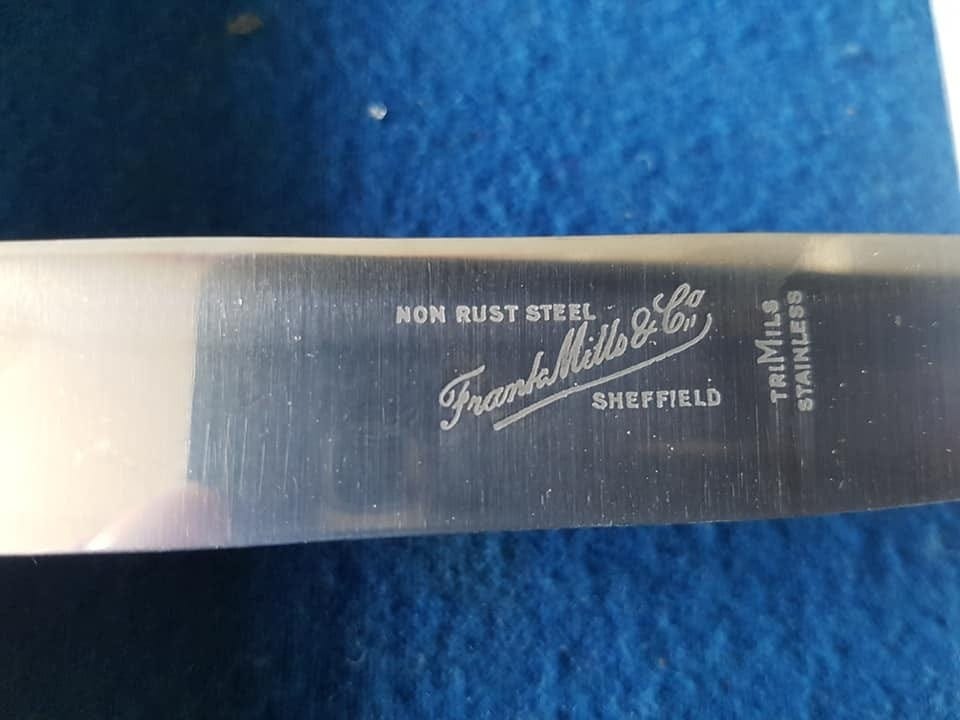 NON RUST STEEL
Frank Mills & Co
SHEFFIELD
TRIMILS
STAINLESS